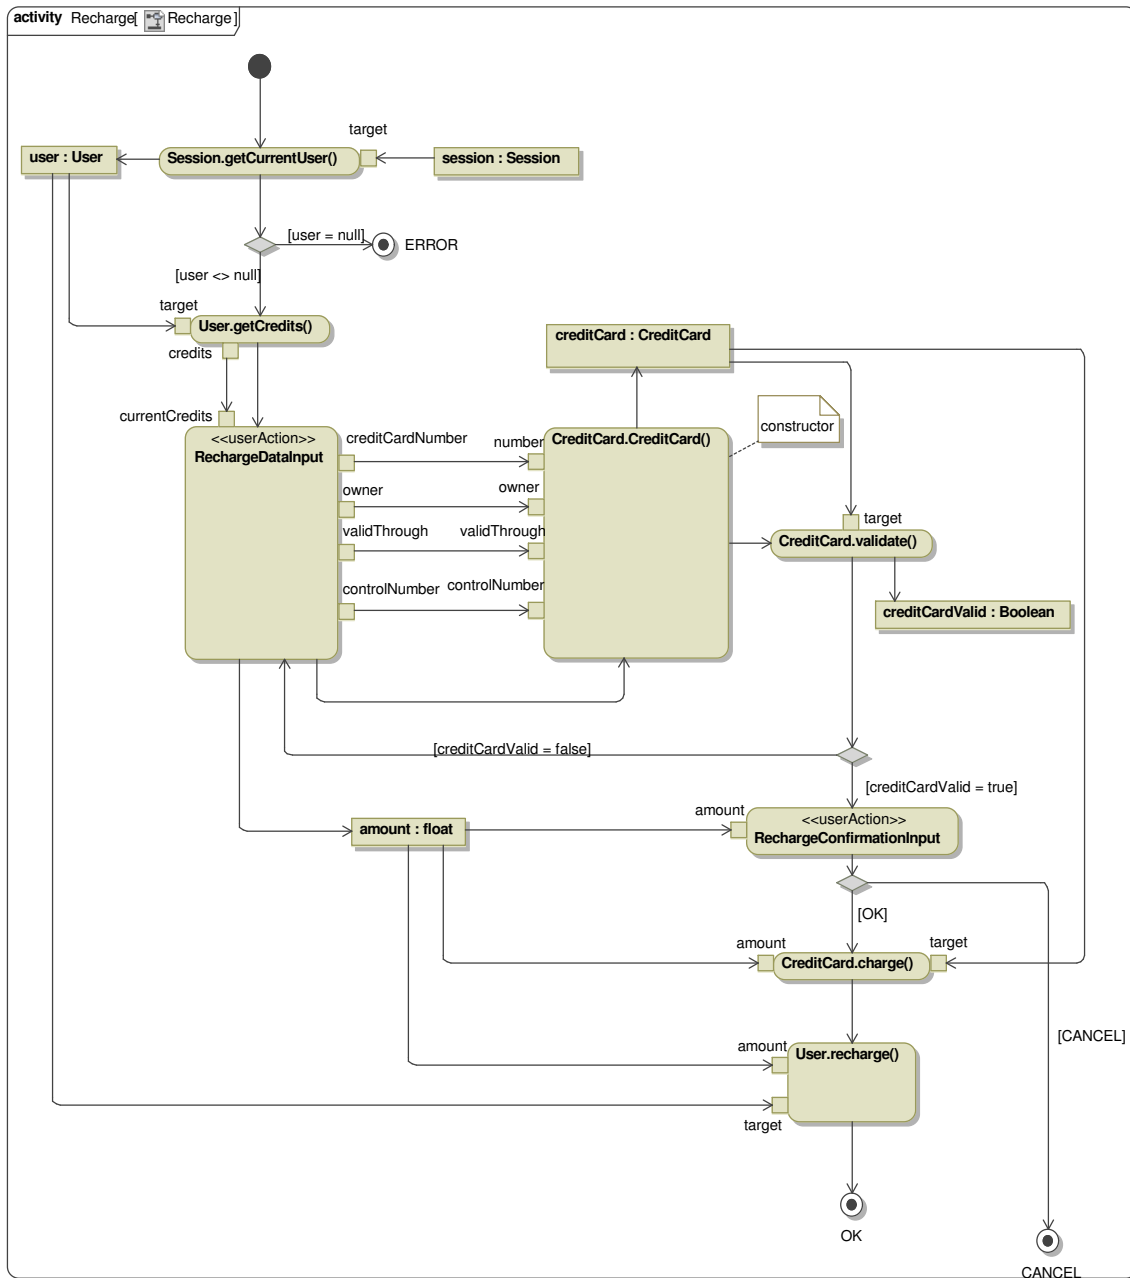 activity Recharge[ Recharge]
target
user : User
Session.getCurrentUser()
session : Session
[user = null]
ERROR
[user <> null]
target
User.getCredits()
creditCard : CreditCard
credits
currentCredits
constructor
<<userAction>>
RechargeDataInput
creditCardNumber
number
CreditCard.CreditCard()
owner
owner
target
validThrough
validThrough
CreditCard.validate()
controlNumber
controlNumber
creditCardValid : Boolean
[creditCardValid = false]
[creditCardValid = true]
amount
amount : float
<<userAction>>
RechargeConfirmationInput
[OK]
amount
target
CreditCard.charge()
[CANCEL]
amount
User.recharge()
target
OK
CANCEL